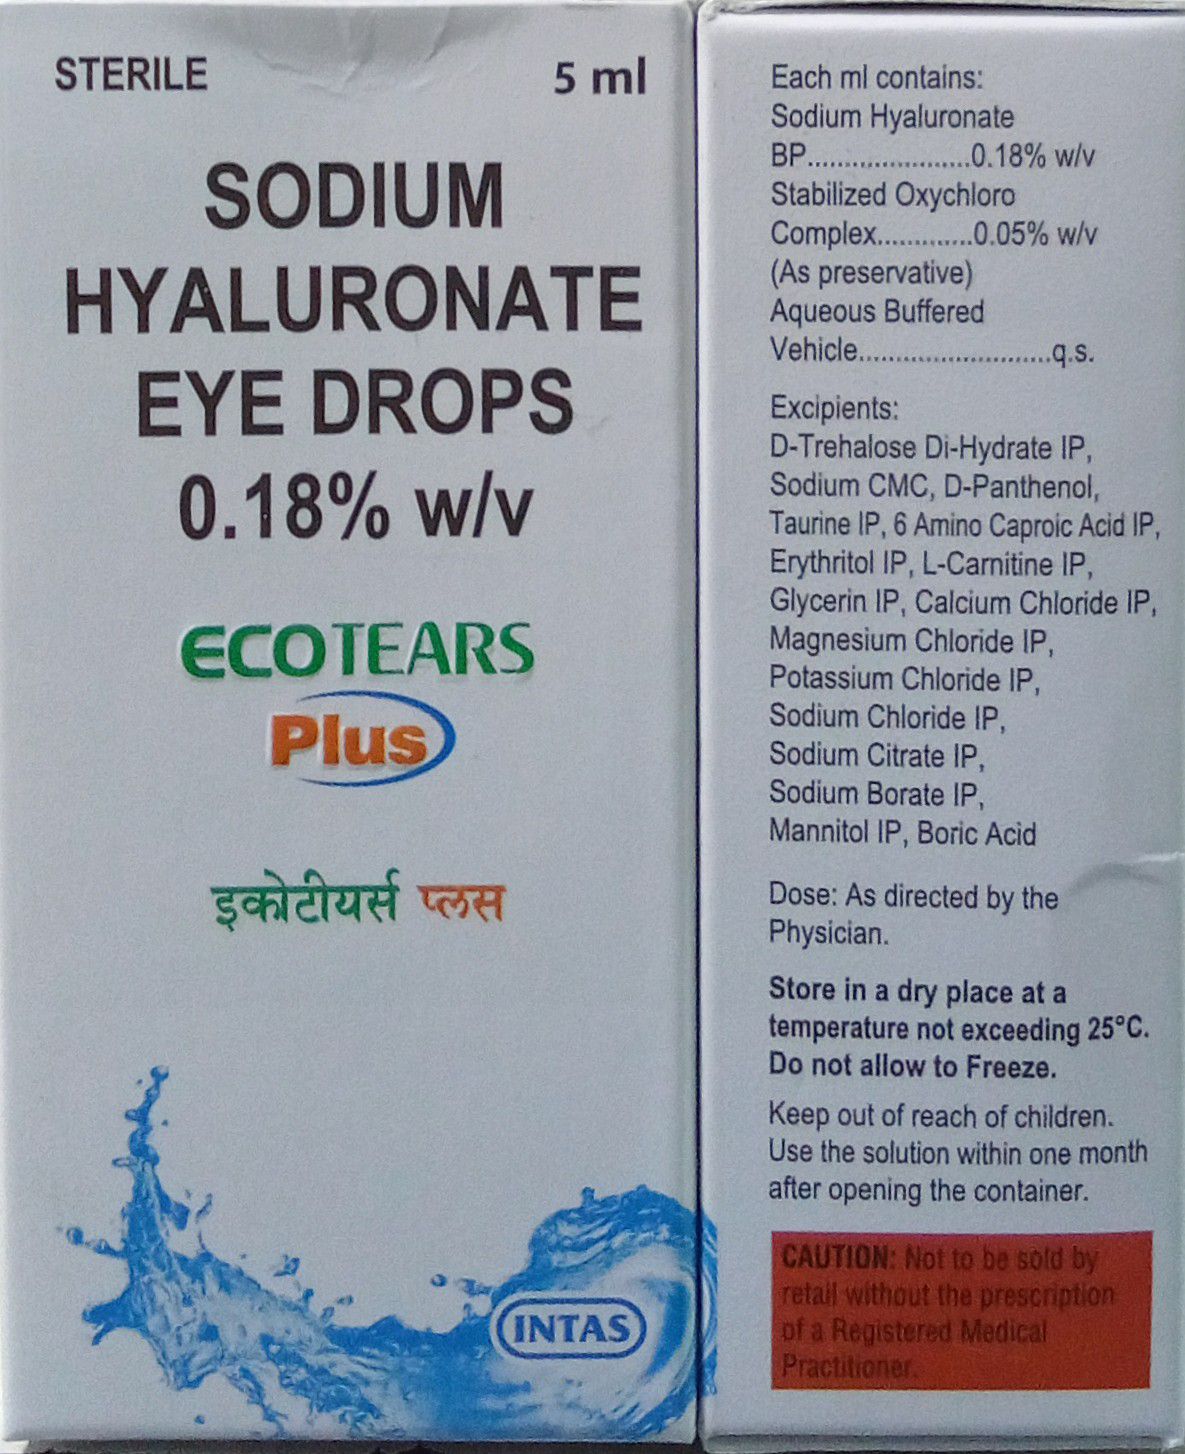 STERILE 5 ml
SODIUM
HYALURONATE
EYE DROPS
0.18% w/v
ECOTEARS
Plus
इकोटीयर्स प्लस
INTAS
Each ml contains:
Sodium Hyaluronate
BP......................0.18% w/v
Stabilized Oxychloro
Complex.............0.05% w/v
(As preservative)
Aqueous Buffered
Vehicle..........................q.s.
Excipients:
D-Trehalose Di-Hydrate IP,
Sodium CMC, D-Panthenol,
Taurine IP, 6 Amino Caproic Acid IP,
Erythritol IP, L-Carnitine IP,
Glycerin IP, Calcium Chloride IP,
Magnesium Chloride IP,
Potassium Chloride IP,
Sodium Chloride IP,
Sodium Citrate IP,
Sodium Borate IP,
Mannitol IP, Boric Acid
Dose: As directed by the
Physician.
Store in a dry place at a
temperature not exceeding 25°C.
Do not allow to Freeze.
Keep out of reach of children.
Use the solution within one month
after opening the container.
CAUTION: Not to be sold by
retail without the prescription
of a Registered Medical
Practitioner.